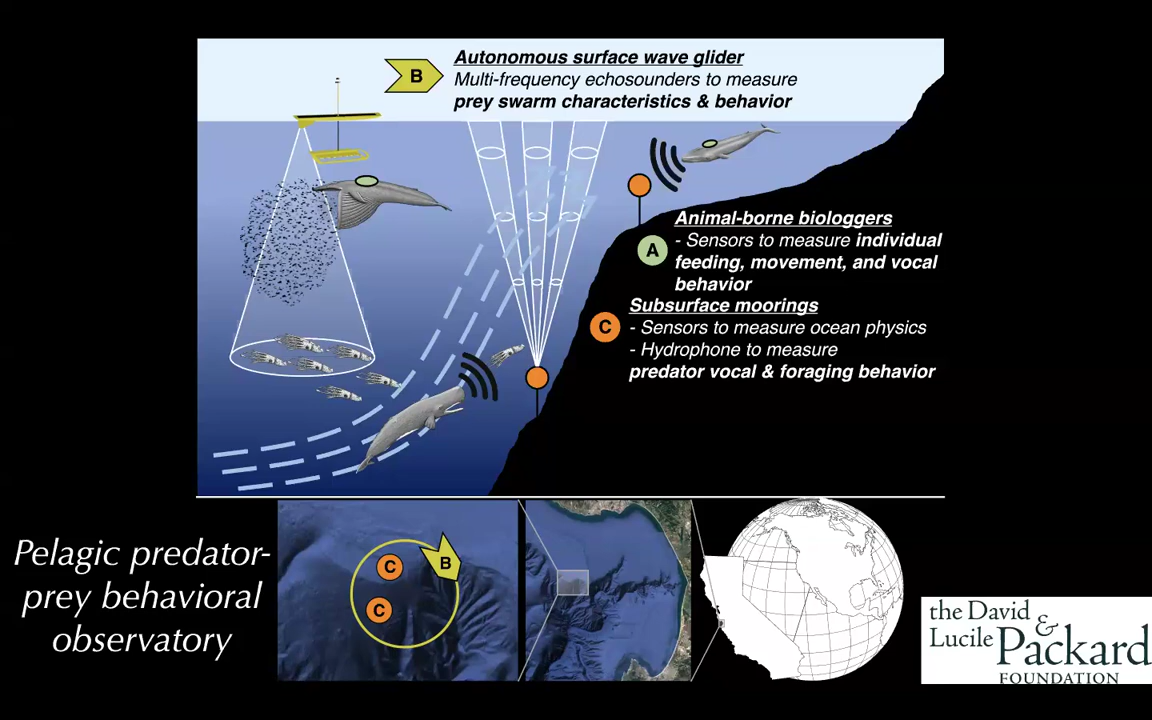 B
Autonomous surface wave glider
Multi-frequency echosounders to measure
prey swarm characteristics & behavior
Animal-borne biologgers
A
- Sensors to measure individual
feeding, movement, and vocal
behavior
Subsurface moorings
C
- Sensors to measure ocean physics
- Hydrophone to measure
predator vocal & foraging behavior
Pelagic predator-
prey behavioral
observatory
C
B
C
the David
& Lucile
Packard
FOUNDATION